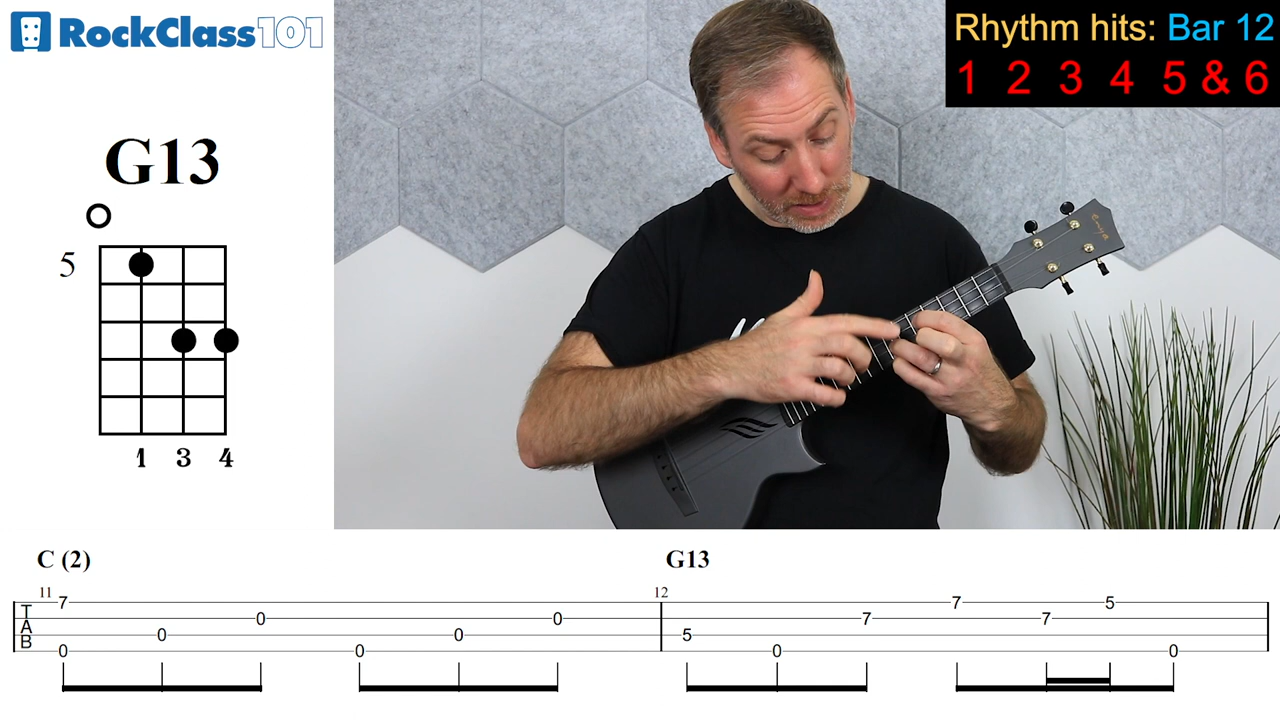 RockClass101
Rhythm hits: Bar 12
1 2 3 4 5 & 6
G13
5
1 3 4
C (2)
G13
11
12
7 7 5
0 0 7 7
T
A
B
0 0 5
0 0 0 0